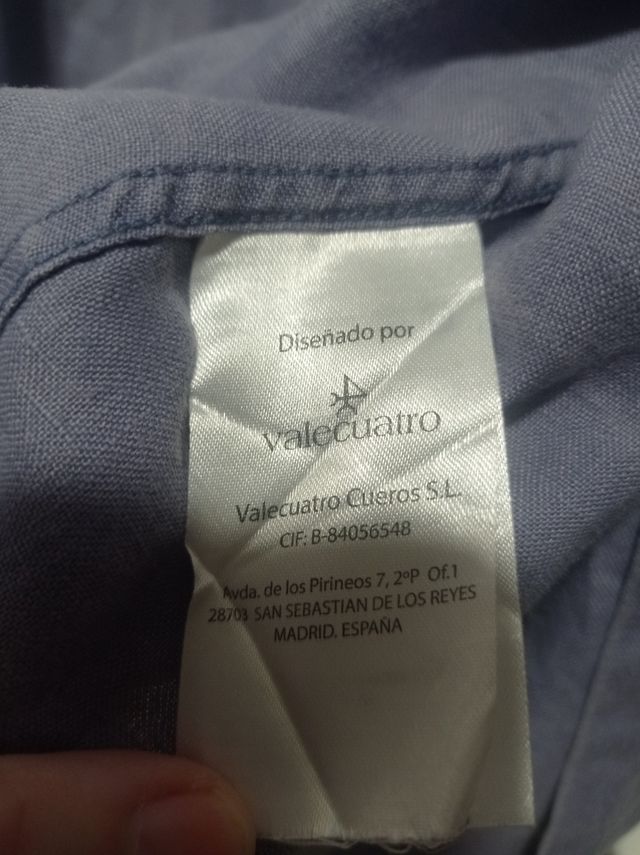 Diseñado por
valecuatro
Valecuatro Cueros S.L.
CIF: B-84056548
Avda. de los Pirineos 7, 2ºP Of.1
28703 SAN SEBASTIAN DE LOS REYES
MADRID, ESPAÑA